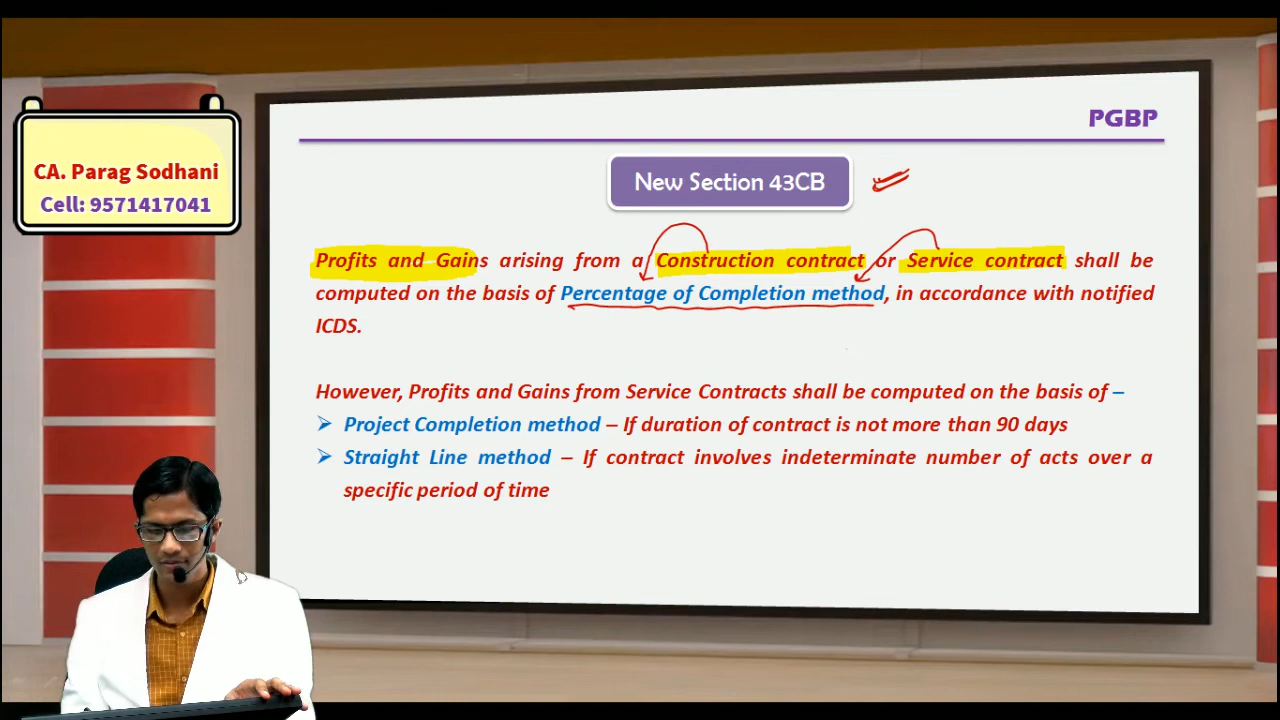 CA. Parag Sodhani
Cell: 9571417041
PGBP
New Section 43CB
Profits and Gains arising from a Construction contract or Service contract shall be
computed on the basis of Percentage of Completion method, in accordance with notified
ICDS.
However, Profits and Gains from Service Contracts shall be computed on the basis of –
➢ Project Completion method – If duration of contract is not more than 90 days
➢ Straight Line method – If contract involves indeterminate number of acts over a
specific period of time